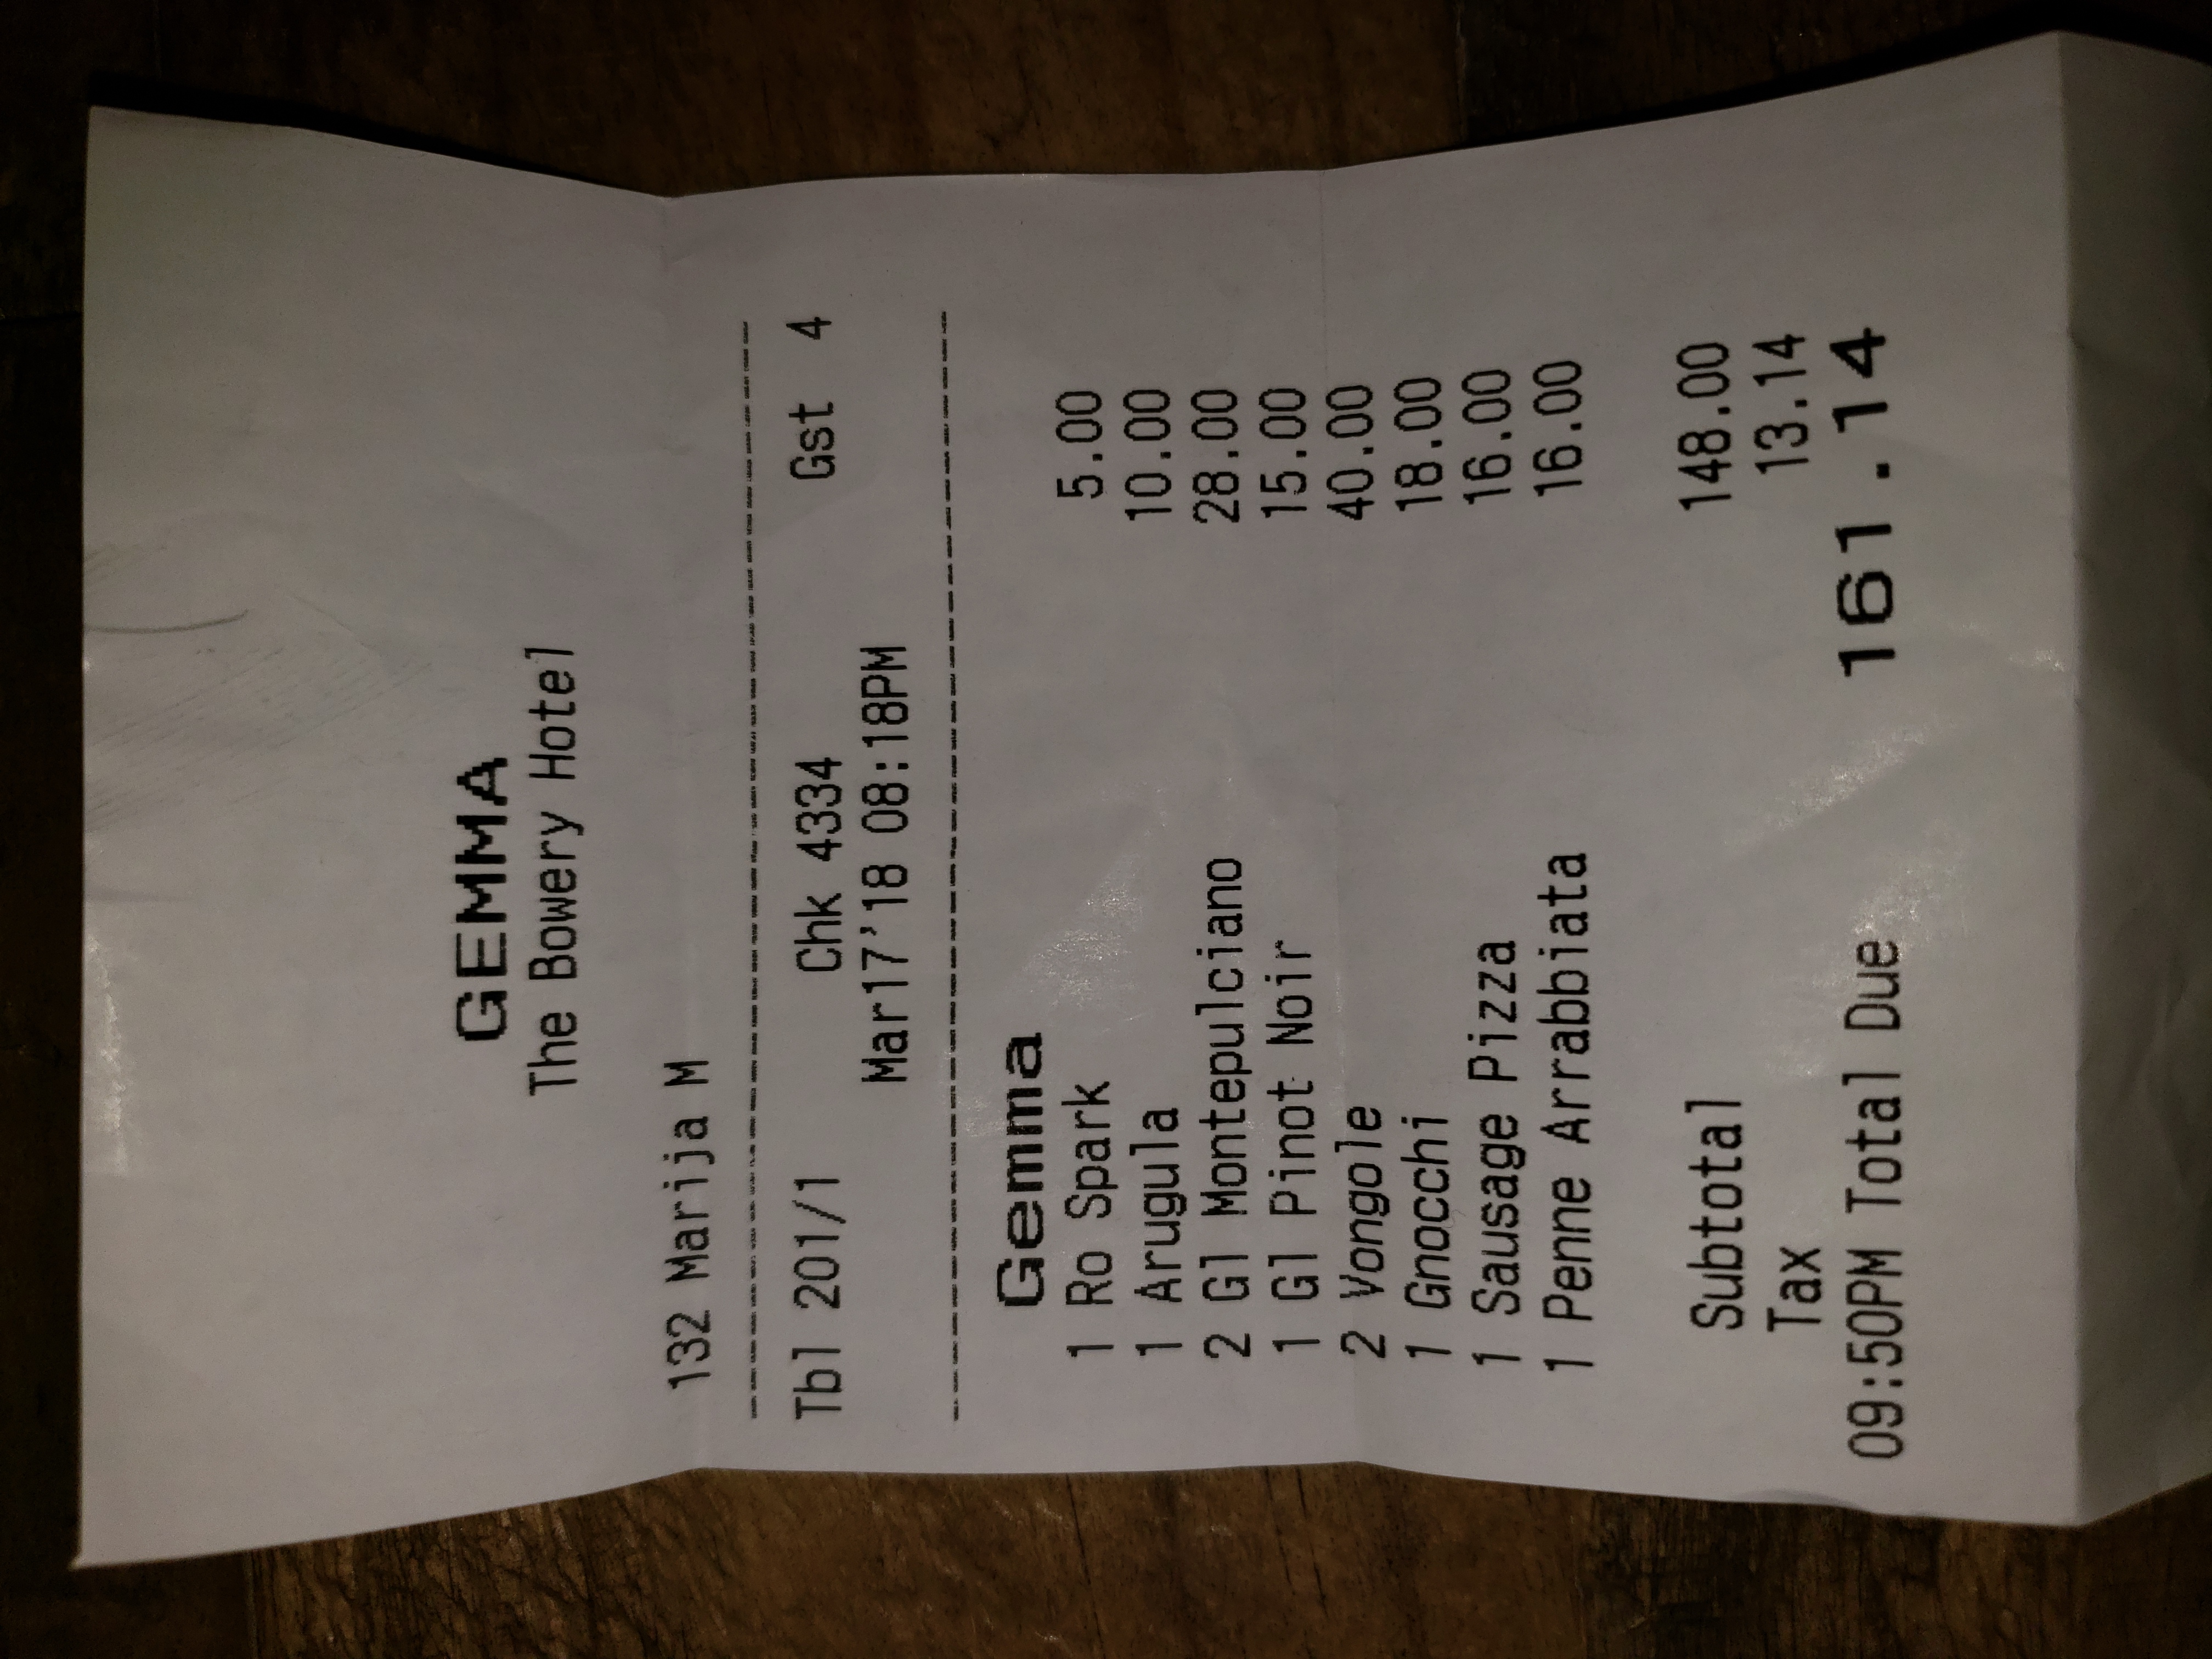 GEMMA
The Bowery Hotel
132 Marija M
Tbl 201/1 Chk 4334 Gst 4
Mar17'18 08:18PM
Gemma
1 Ro Spark 5.00
1 Arugula 10.00
2 Gl Montepulciano 28.00
1 Gl Pinot Noir 15.00
2 Vongole 40.00
1 Gnocchi 18.00
1 Sausage Pizza 16.00
1 Penne Arrabbiata 16.00
Subtotal 148.00
Tax 13.14
09:50PM Total Due 161.14